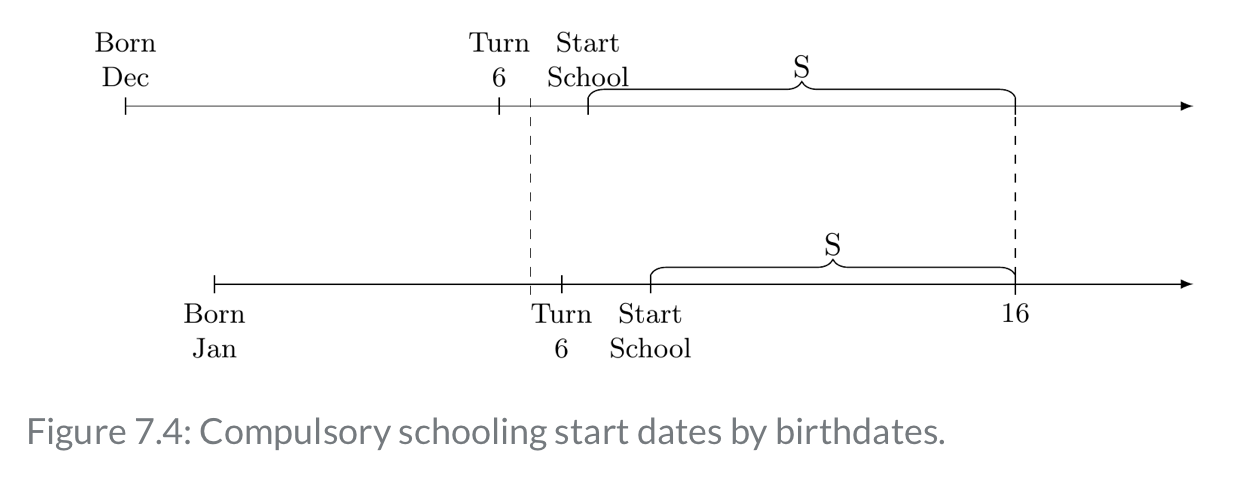 Born
Dec
Turn
6
Start
School
S
S
Born
Jan
Turn
6
Start
School
16
Figure 7.4: Compulsory schooling start dates by birthdates.